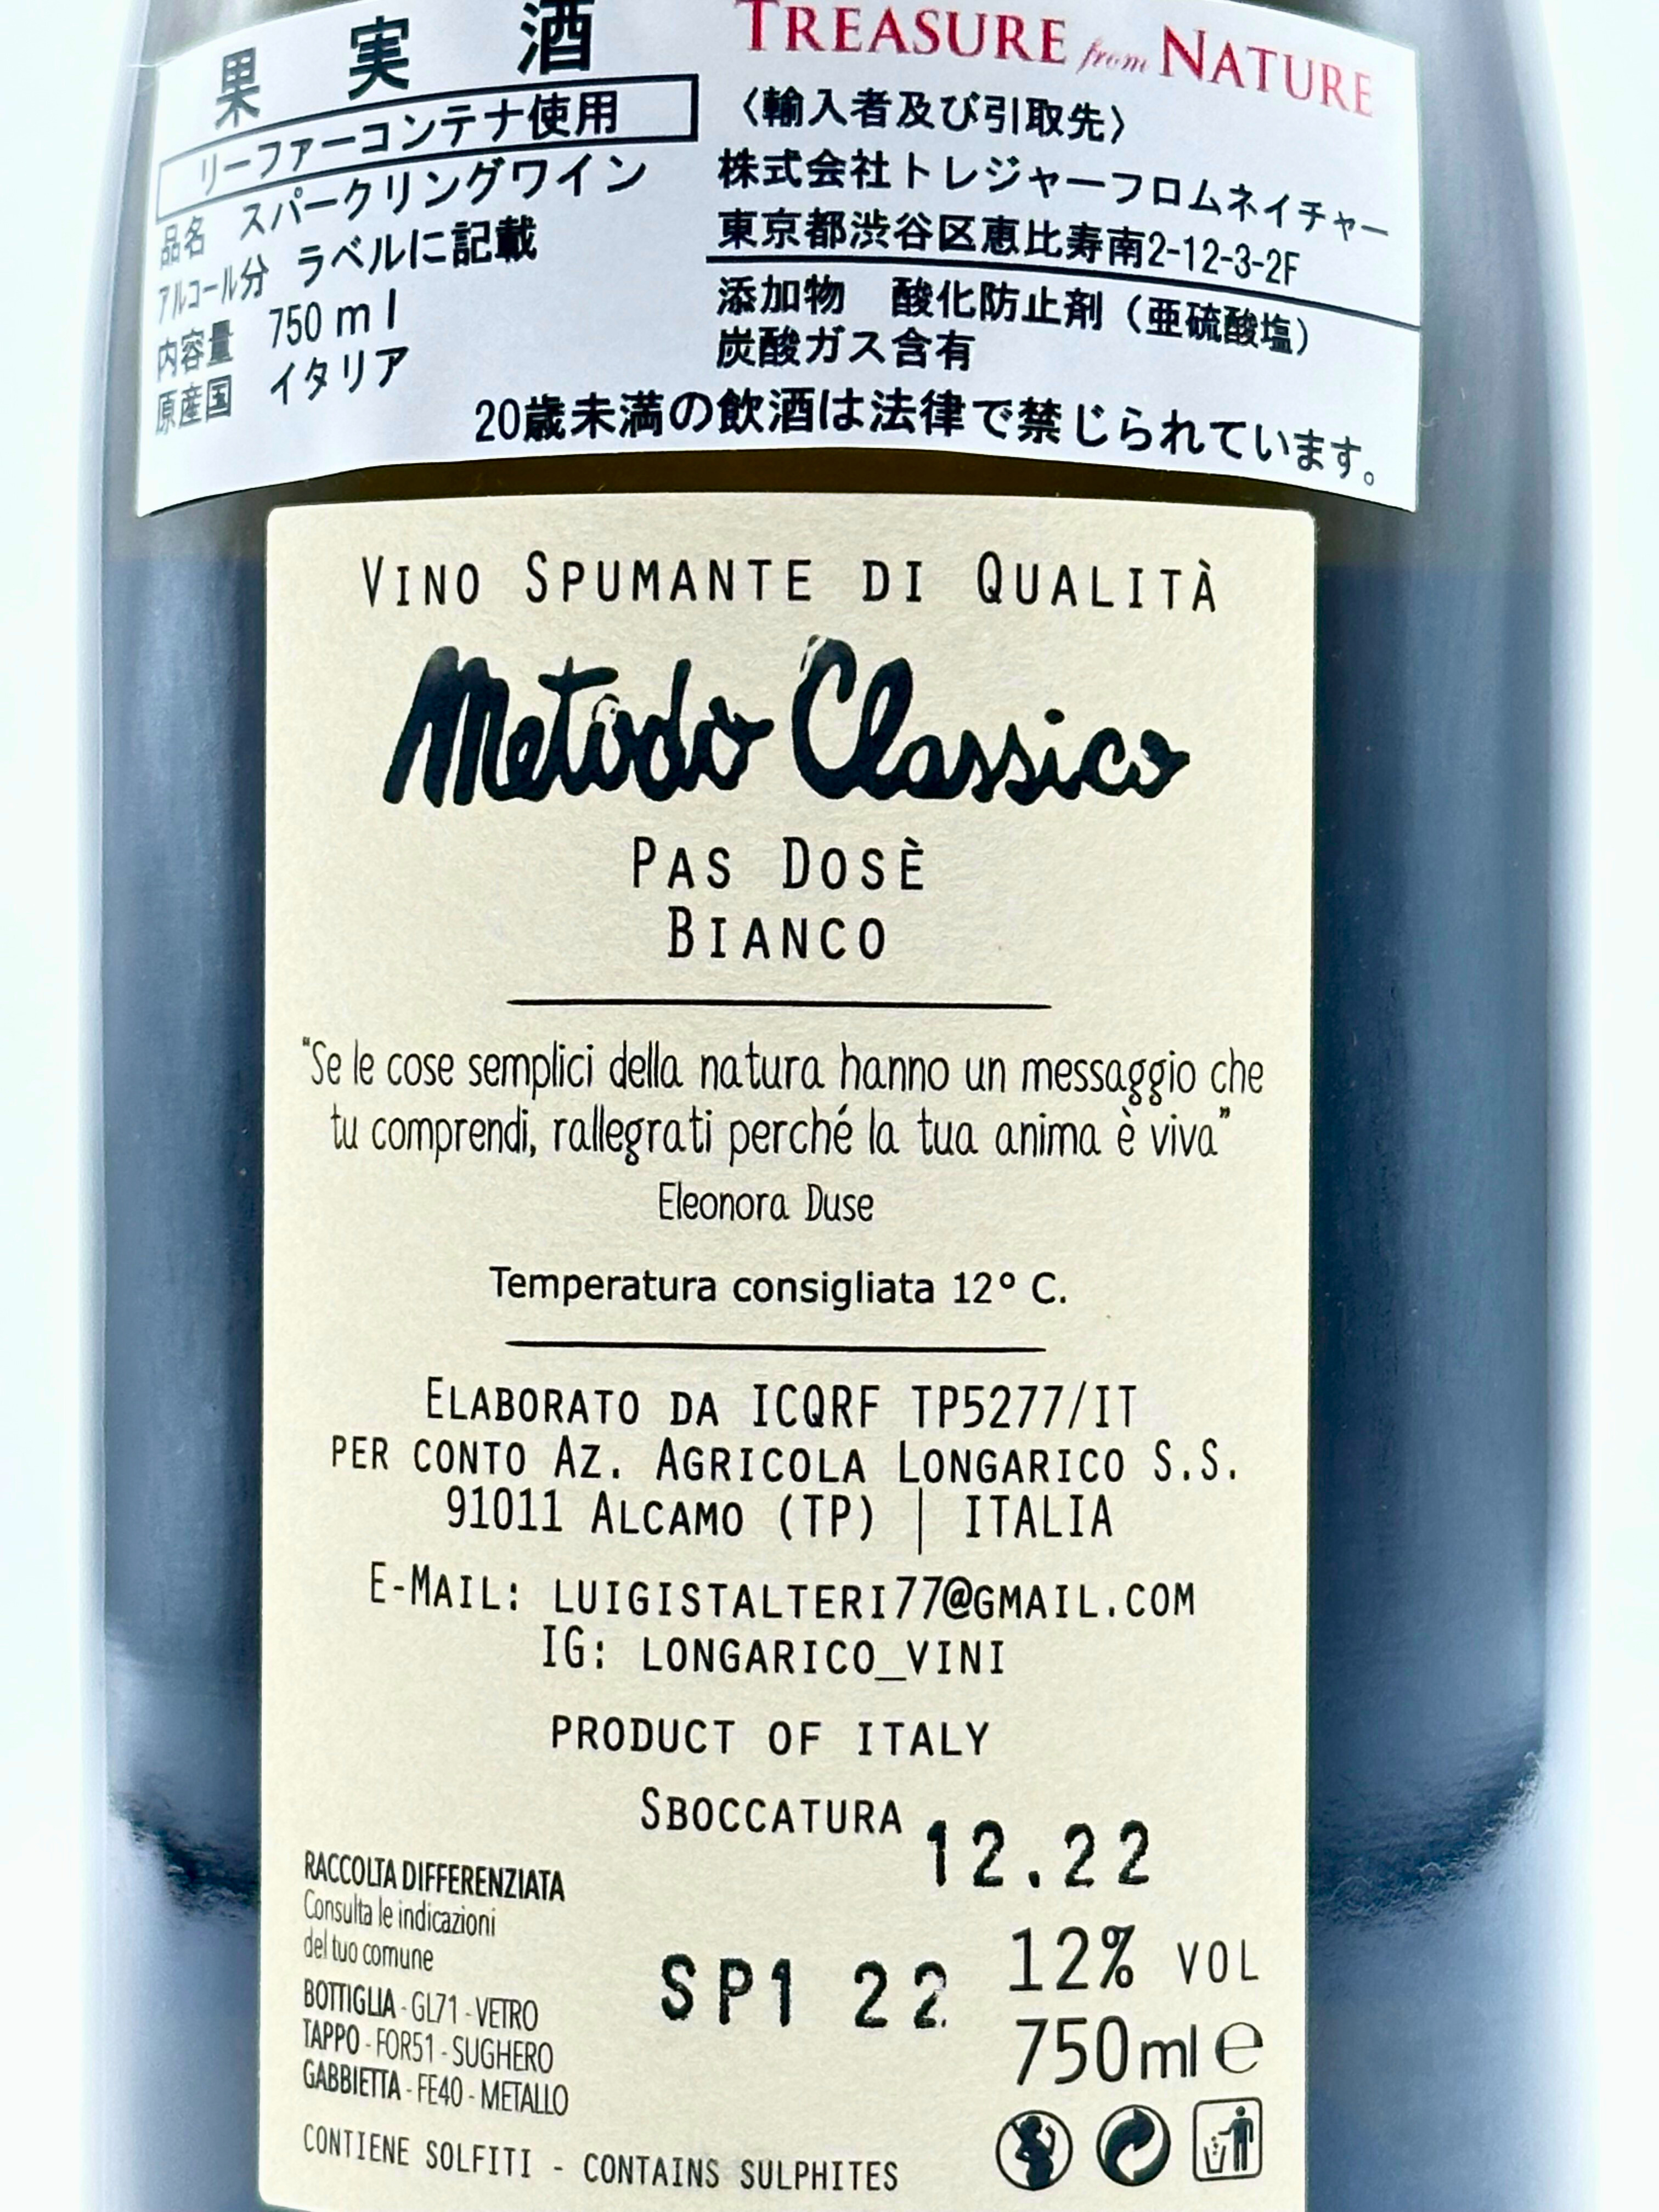 果実酒
リーファーコンテナ使用
品名 スパークリングワイン
アルコール分 ラベルに記載
内容量 750ml
原産国 イタリア
TREASURE from NATURE
〈輸入者及び引取先〉
株式会社トレジャーフロムネイチャー
東京都渋谷区恵比寿南2-12-3-2F
添加物 酸化防止剤（亜硫酸塩）
炭酸ガス含有
20歳未満の飲酒は法律で禁じられています。
VINO SPUMANTE DI QUALITÀ
Metodo Classico
PAS DOSÈ
BIANCO
“Se le cose semplici della natura hanno un messaggio che
tu comprendi, rallegrati perché la tua anima è viva”
Eleonora Duse
Temperatura consigliata 12° C.
ELABORATO DA ICQRF TP5277/IT
PER CONTO AZ. AGRICOLA LONGARICO S.S.
91011 ALCAMO (TP) | ITALIA
E-MAIL: LUIGISTALTERI77@GMAIL.COM
IG: LONGARICO_VINI
PRODUCT OF ITALY
SBOCCATURA 12.22
RACCOLTA DIFFERENZIATA
Consulta le indicazioni
del tuo comune
BOTTIGLIA - GL71 - VETRO
TAPPO - FOR51 - SUGHERO
GABBIETTA - FE40 - METALLO
SP1 22
12% VOL
750ml e
CONTIENE SOLFITI - CONTAINS SULPHITES